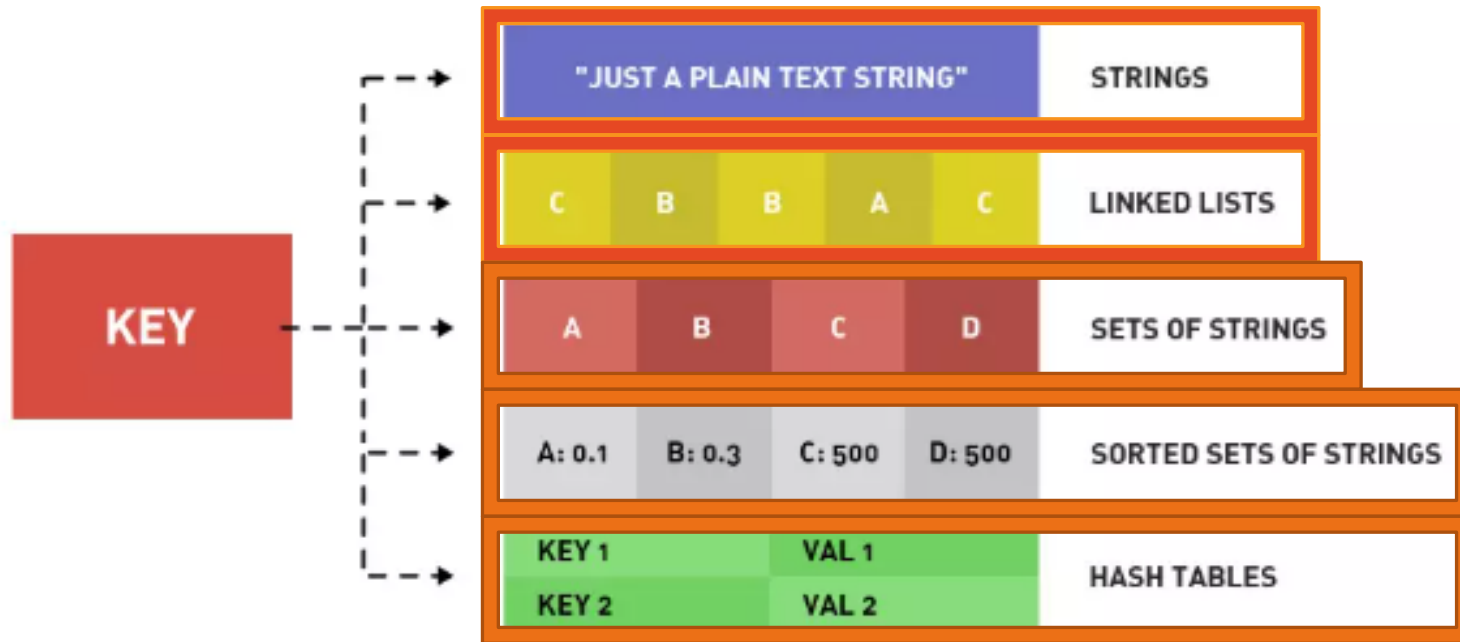 "JUST A PLAIN TEXT STRING" STRINGS
C B B A C LINKED LISTS
KEY
A B C D SETS OF STRINGS
A: 0.1 B: 0.3 C: 500 D: 500 SORTED SETS OF STRINGS
KEY 1 VAL 1
HASH TABLES
KEY 2 VAL 2